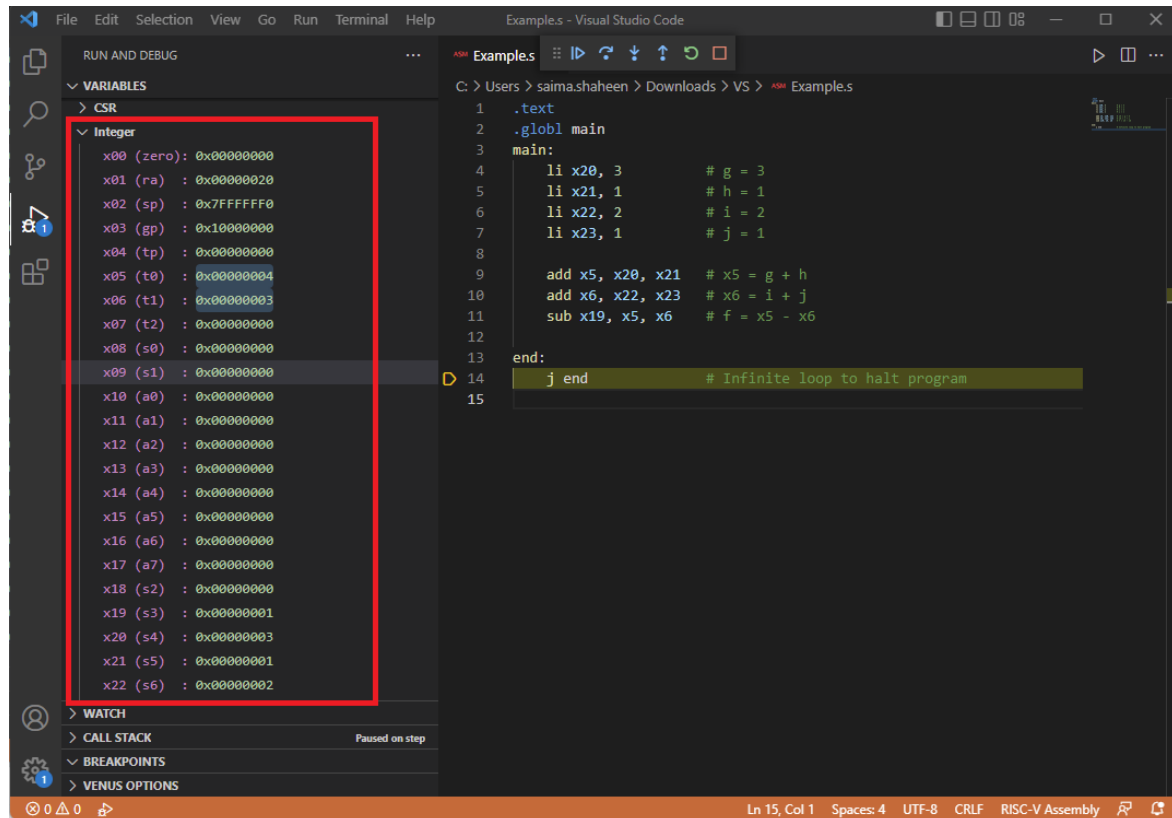 File Edit Selection View Go Run Terminal Help Example.s - Visual Studio Code
RUN AND DEBUG ...
VARIABLES
CSR
Integer
x00 (zero): 0x00000000
x01 (ra) : 0x00000020
x02 (sp) : 0x7FFFFFF0
x03 (gp) : 0x10000000
x04 (tp) : 0x00000000
x05 (t0) : 0x00000004
x06 (t1) : 0x00000003
x07 (t2) : 0x00000000
x08 (s0) : 0x00000000
x09 (s1) : 0x00000000
x10 (a0) : 0x00000000
x11 (a1) : 0x00000000
x12 (a2) : 0x00000000
x13 (a3) : 0x00000000
x14 (a4) : 0x00000000
x15 (a5) : 0x00000000
x16 (a6) : 0x00000000
x17 (a7) : 0x00000000
x18 (s2) : 0x00000000
x19 (s3) : 0x00000001
x20 (s4) : 0x00000003
x21 (s5) : 0x00000001
x22 (s6) : 0x00000002
WATCH
CALL STACK Paused on step
BREAKPOINTS
VENUS OPTIONS
1
1
ASM Example.s
C: > Users > saima.shaheen > Downloads > VS > ASM Example.s
1 .text
2 .globl main
3 main:
4 li x20, 3 # g = 3
5 li x21, 1 # h = 1
6 li x22, 2 # i = 2
7 li x23, 1 # j = 1
8
9 add x5, x20, x21 # x5 = g + h
10 add x6, x22, x23 # x6 = i + j
11 sub x19, x5, x6 # f = x5 - x6
12
13 end:
14 j end # Infinite loop to halt program
15
0 0 Ln 15, Col 1 Spaces: 4 UTF-8 CRLF RISC-V Assembly